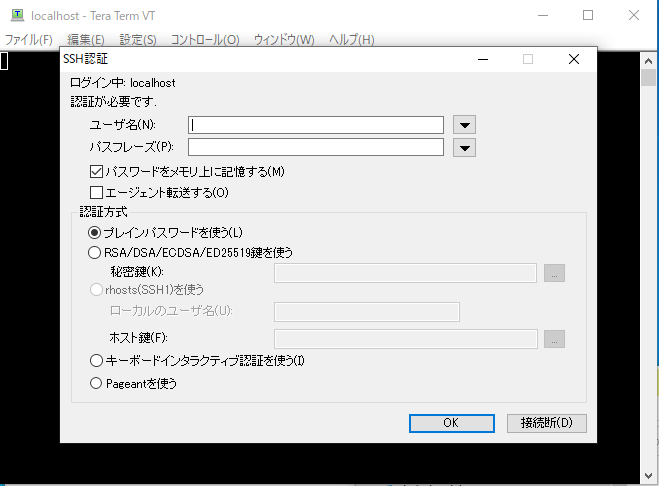 localhost - Tera Term VT
ファイル(F) 編集(E) 設定(S) コントロール(O) ウィンドウ(W) ヘルプ(H)
SSH認証
ログイン中: localhost
認証が必要です.
ユーザ名(N):
パスフレーズ(P):
パスワードをメモリ上に記憶する(M)
エージェント転送する(O)
認証方式
プレインパスワードを使う(L)
RSA/DSA/ECDSA/ED25519鍵を使う
秘密鍵(K):
...
rhosts(SSH1)を使う
ローカルのユーザ名(U):
ホスト鍵(F):
...
キーボードインタラクティブ認証を使う(I)
Pageantを使う
OK 接続断(D)